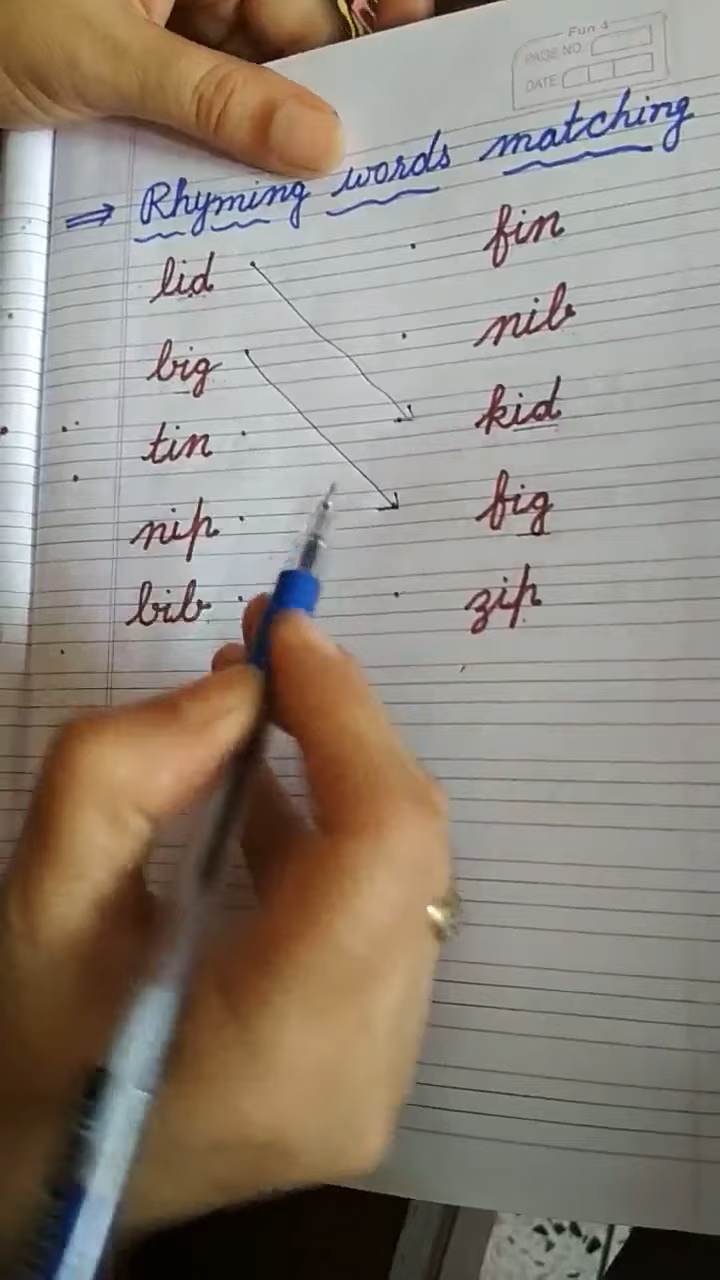 Fun 4
PAGE NO.
DATE
⇒ Rhyming words matching
lid fin
big nib
tin kid
nip fig
bib zip